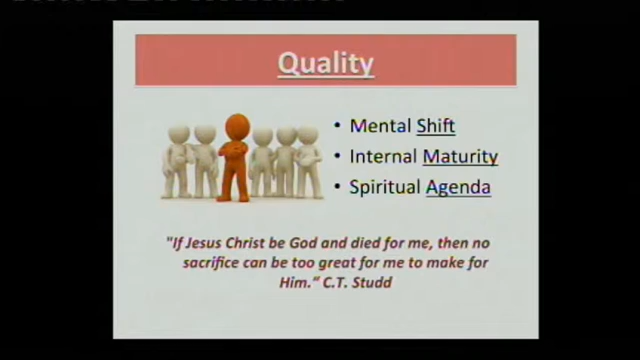 Quality
• Mental Shift
• Internal Maturity
• Spiritual Agenda
"If Jesus Christ be God and died for me, then no
sacrifice can be too great for me to make for
Him." C.T. Studd